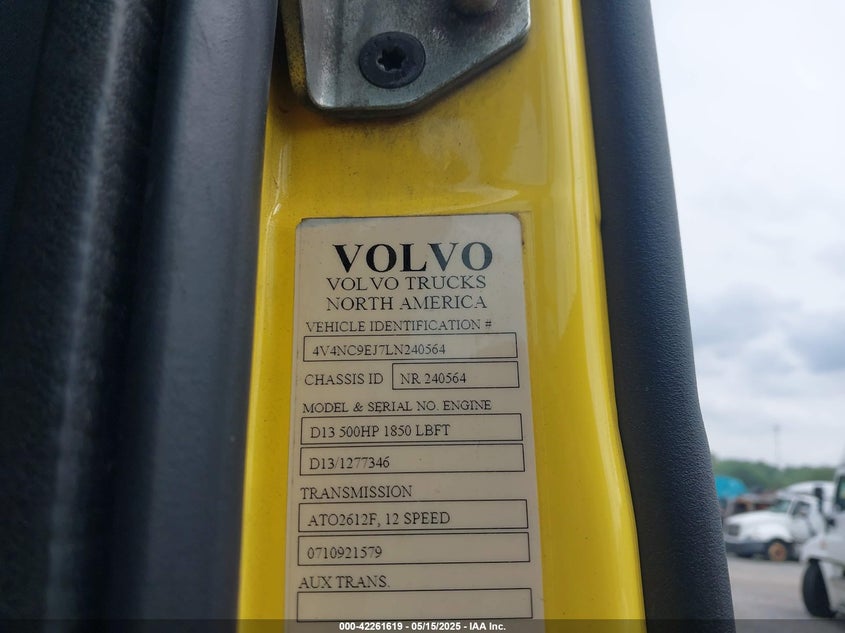 VOLVO
VOLVO TRUCKS
NORTH AMERICA
VEHICLE IDENTIFICATION #
4V4NC9EJ7LN240564
CHASSIS ID NR 240564
MODEL & SERIAL NO. ENGINE
D13 500HP 1850 LBFT
D13/1277346
TRANSMISSION
ATO2612F, 12 SPEED
0710921579
AUX TRANS.
000-42261619 - 05/15/2025 - IAA Inc.